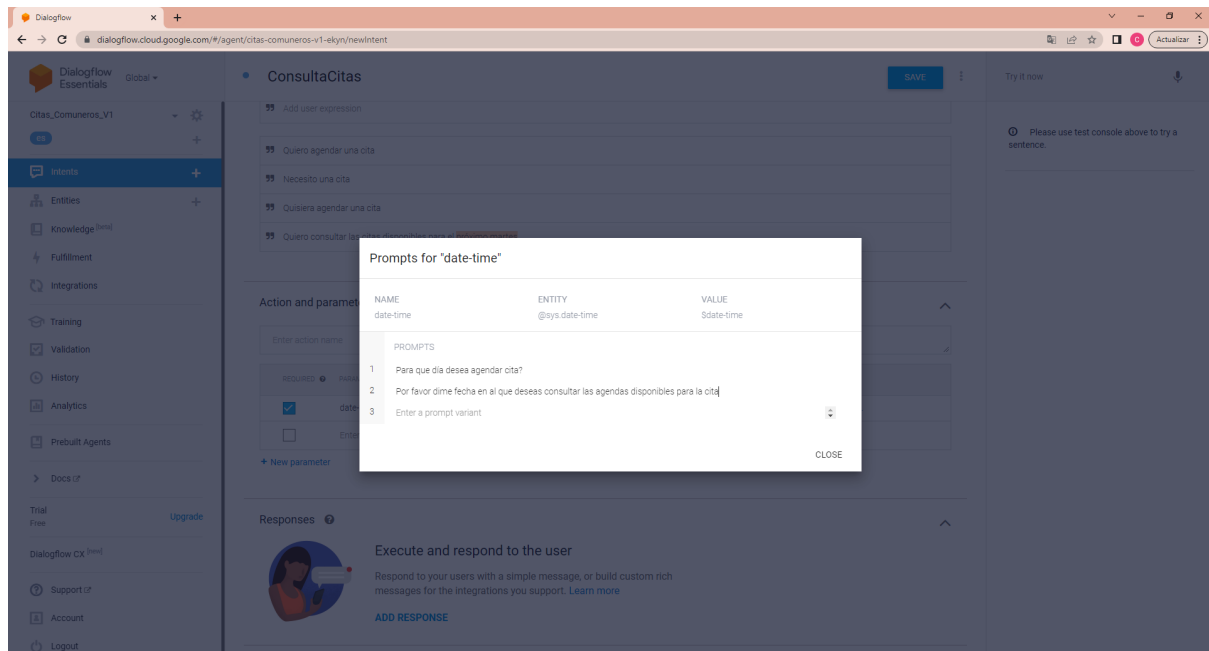 Dialogflow
dialogflow.cloud.google.com/#/agent/citas-comuneros-v1-ekyn/newIntent
C
Actualizar
Dialogflow
Essentials
Global
ConsultaCitas
SAVE
Try it now
Citas_Comuneros_V1
es
Please use test console above to try a
sentence.
Intents
Entities
Knowledge [beta]
Fulfillment
Integrations
Training
Validation
History
Analytics
Prebuilt Agents
Docs
Trial
Free
Upgrade
Dialogflow CX [new]
Support
Account
Logout
Add user expression
Quiero agendar una cita
Necesito una cita
Quisiera agendar una cita
Quiero consultar las citas disponibles para el próximo martes
Prompts for "date-time"
NAME ENTITY VALUE
date-time @sys.date-time $date-time
PROMPTS
1 Para que día desea agendar cita?
2 Por favor dime fecha en al que deseas consultar las agendas disponibles para la cita
3 Enter a prompt variant
CLOSE
Action and paramet
Enter action name
REQUIRED
date-
Ente
+ New parameter
Responses
Execute and respond to the user
Respond to your users with a simple message, or build custom rich
messages for the integrations you support. Learn more
ADD RESPONSE